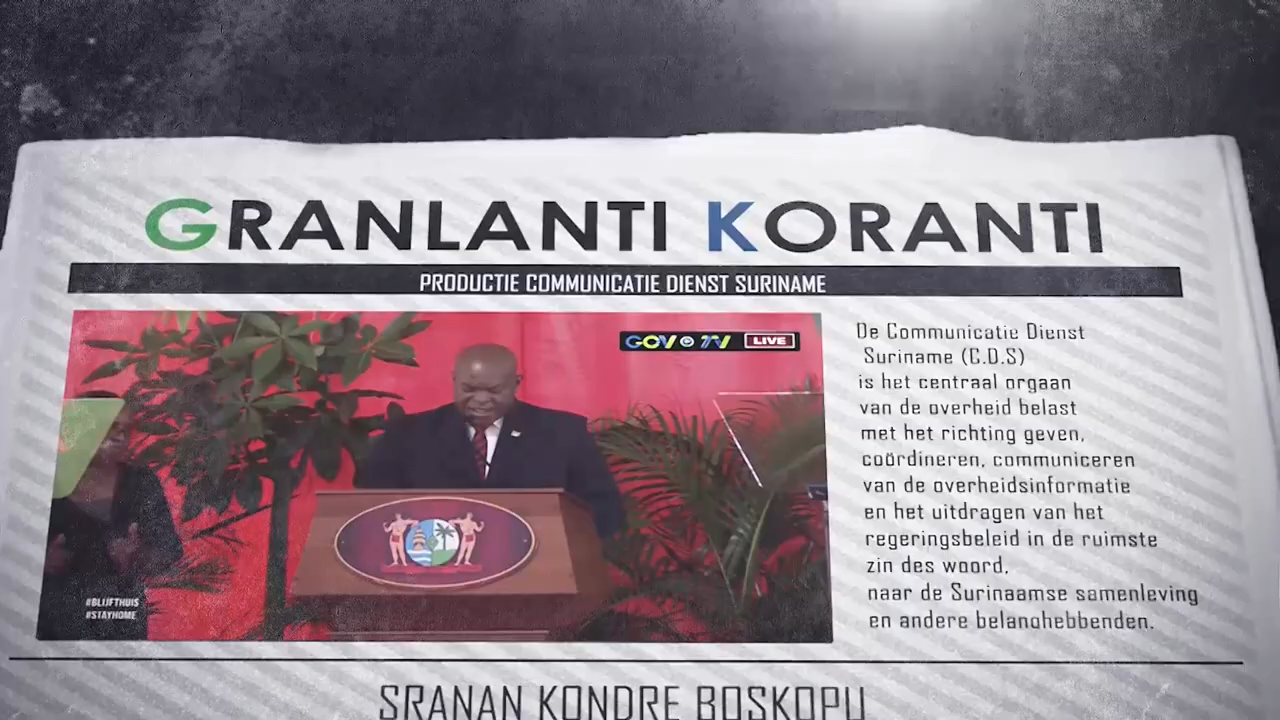 GRANLANTI KORANTI
PRODUCTIE COMMUNICATIE DIENST SURINAME
GOV TV LIVE
#BLIJFTHUIS
#STAYHOME
De Communicatie Dienst
Suriname (C.D.S)
is het centraal orgaan
van de overheid belast
met het richting geven,
coördineren, communiceren
van de overheidsinformatie
en het uitdragen van het
regeringsbeleid in de ruimste
zin des woord,
naar de Surinaamse samenleving
en andere belanghebbenden.
SRANAN KONDRE BOSKOPU